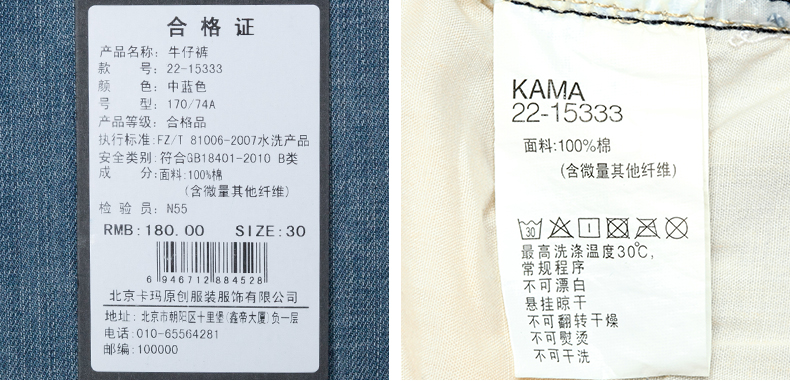 合格证
产品名称: 牛仔裤
款 号: 22-15333
颜 色: 中蓝色
号 型: 170/74A
产品等级: 合格品
执行标准:FZ/T 81006-2007水洗产品
安全类别:符合GB18401-2010 B类
成 分:面料:100%棉
(含微量其他纤维)
检 验 员: N55
RMB: 180.00 SIZE: 30
6 946712 884528
北京卡玛原创服装服饰有限公司
地址: 北京市朝阳区十里堡(鑫帝大厦)负一层
电话: 010-65564281
邮编: 100000
KAMA
22-15333
面料:100%棉
(含微量其他纤维)
30
最高洗涤温度30℃,
常规程序
不可漂白
悬挂晾干
不可翻转干燥
不可熨烫
不可干洗